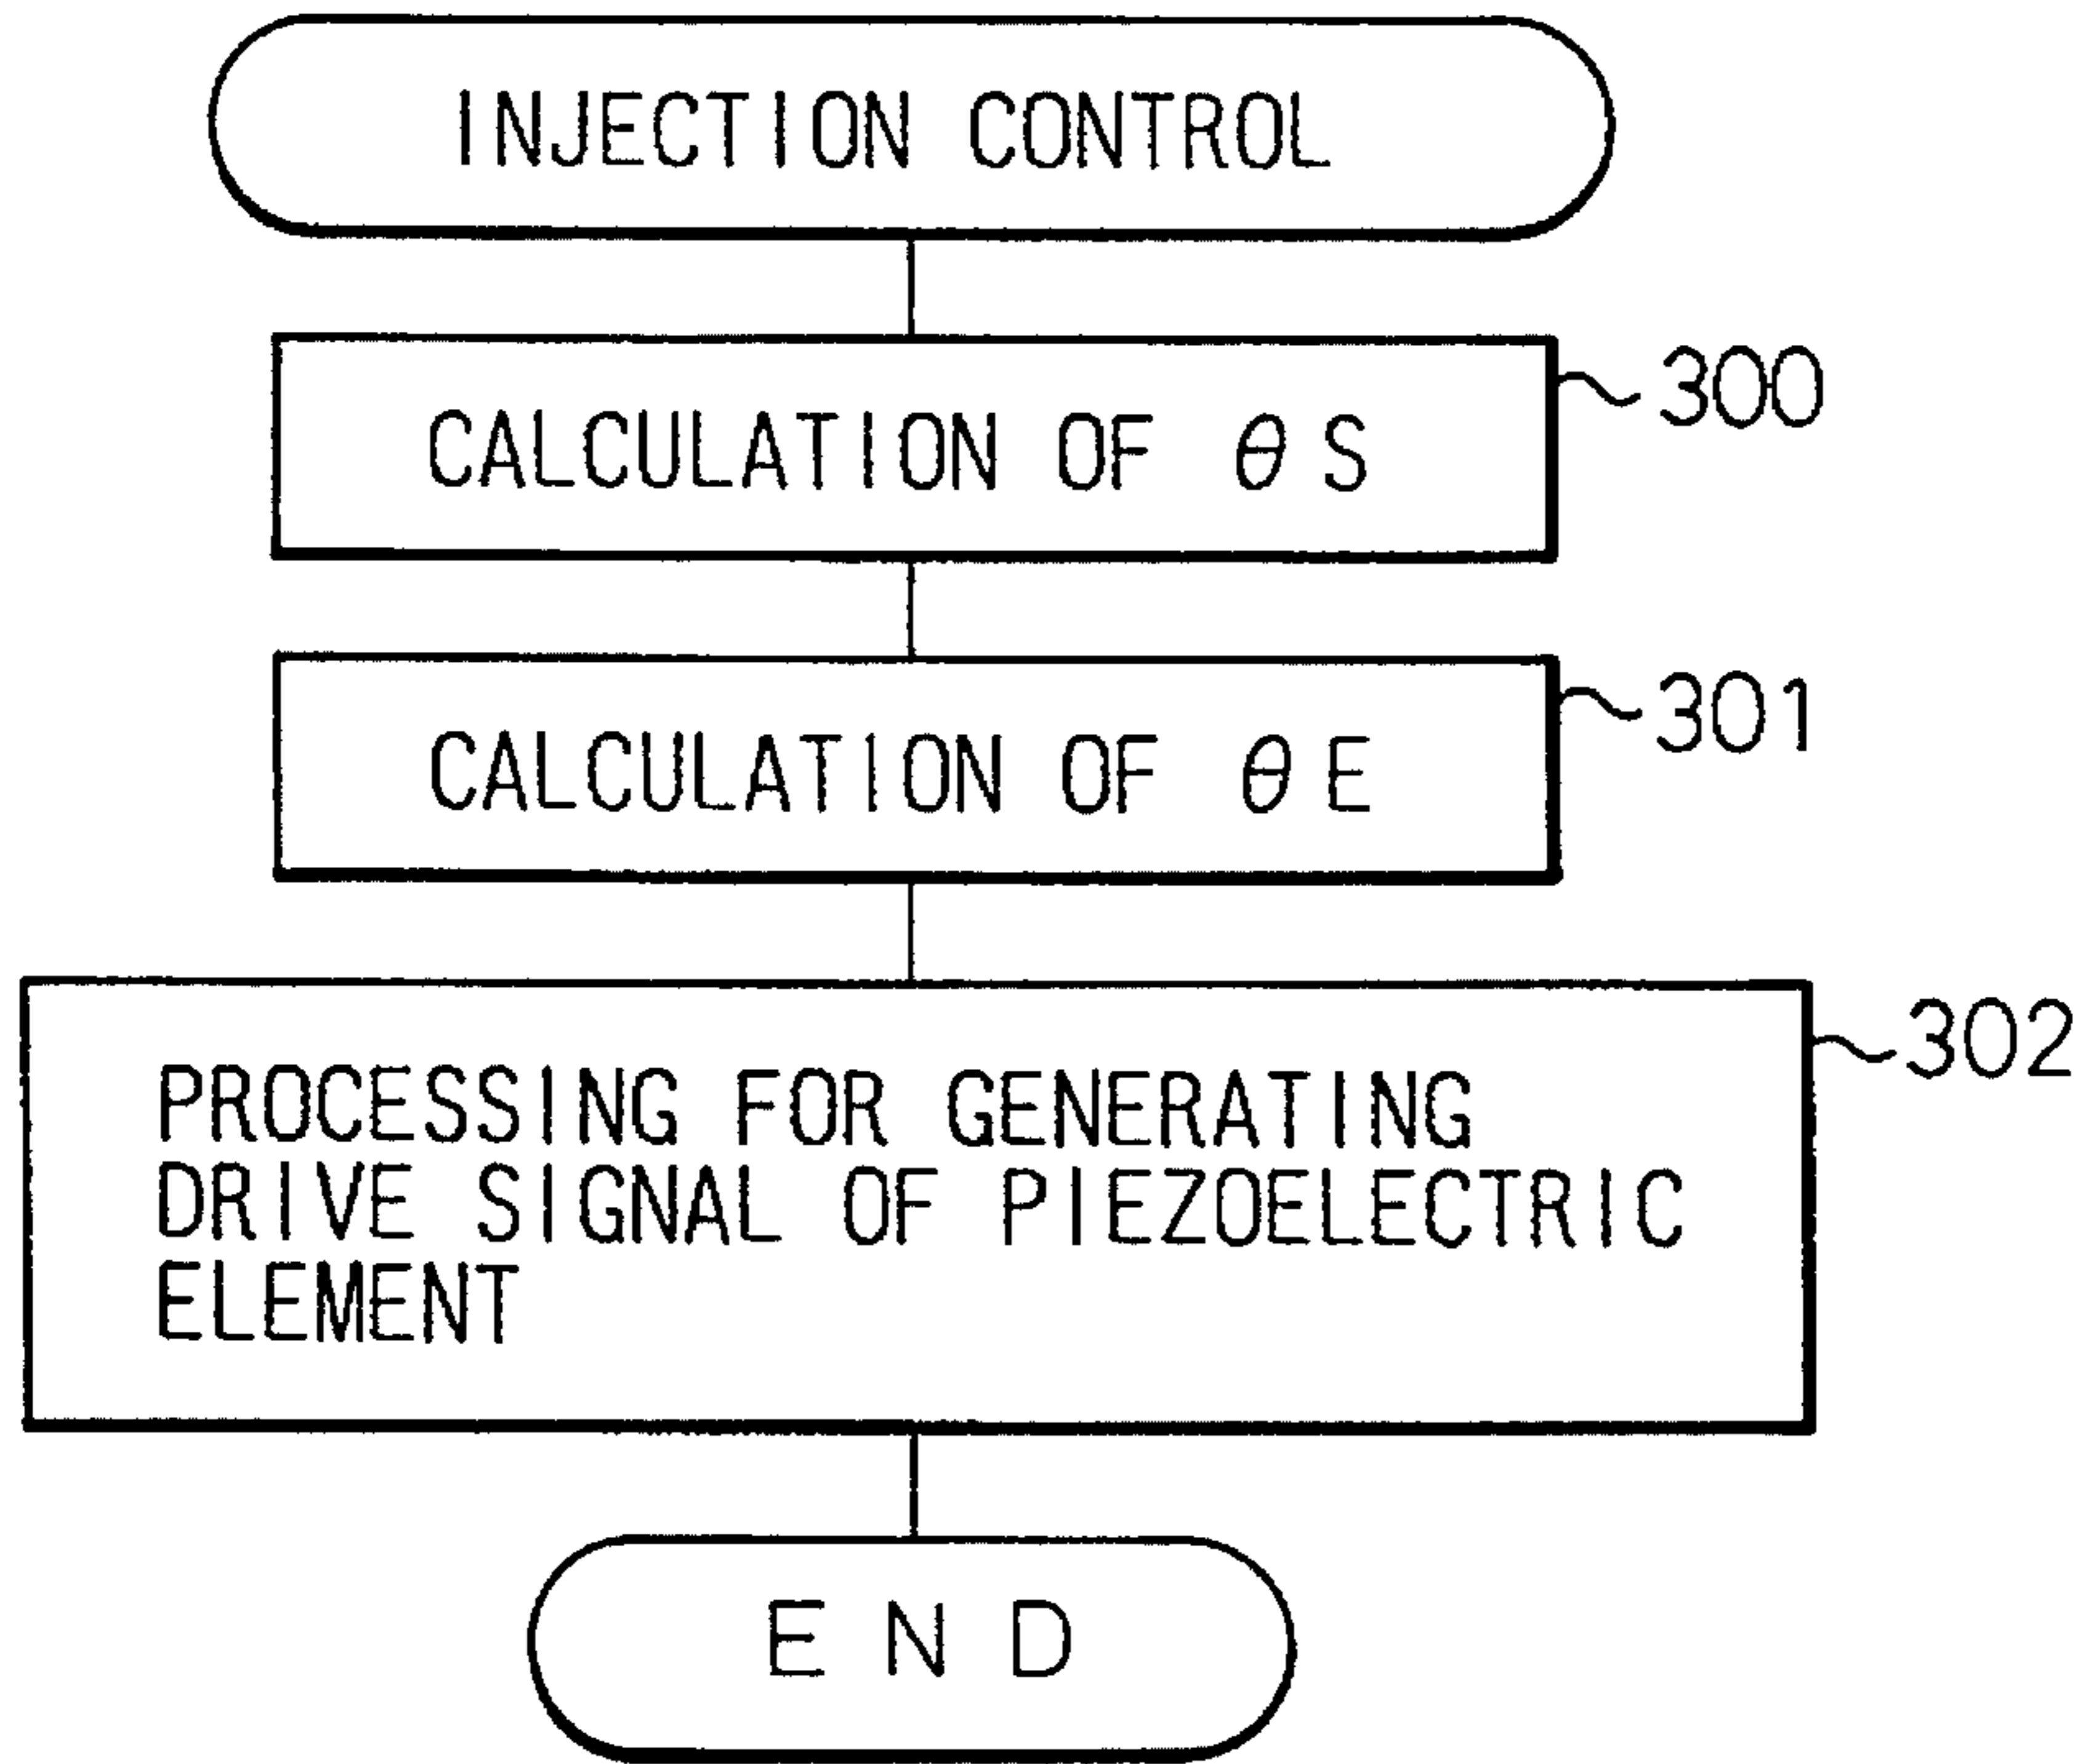 INJECTION CONTROL
300
CALCULATION OF θS
301
CALCULATION OF θE
302
PROCESSING FOR GENERATING
DRIVE SIGNAL OF PIEZOELECTRIC
ELEMENT
END